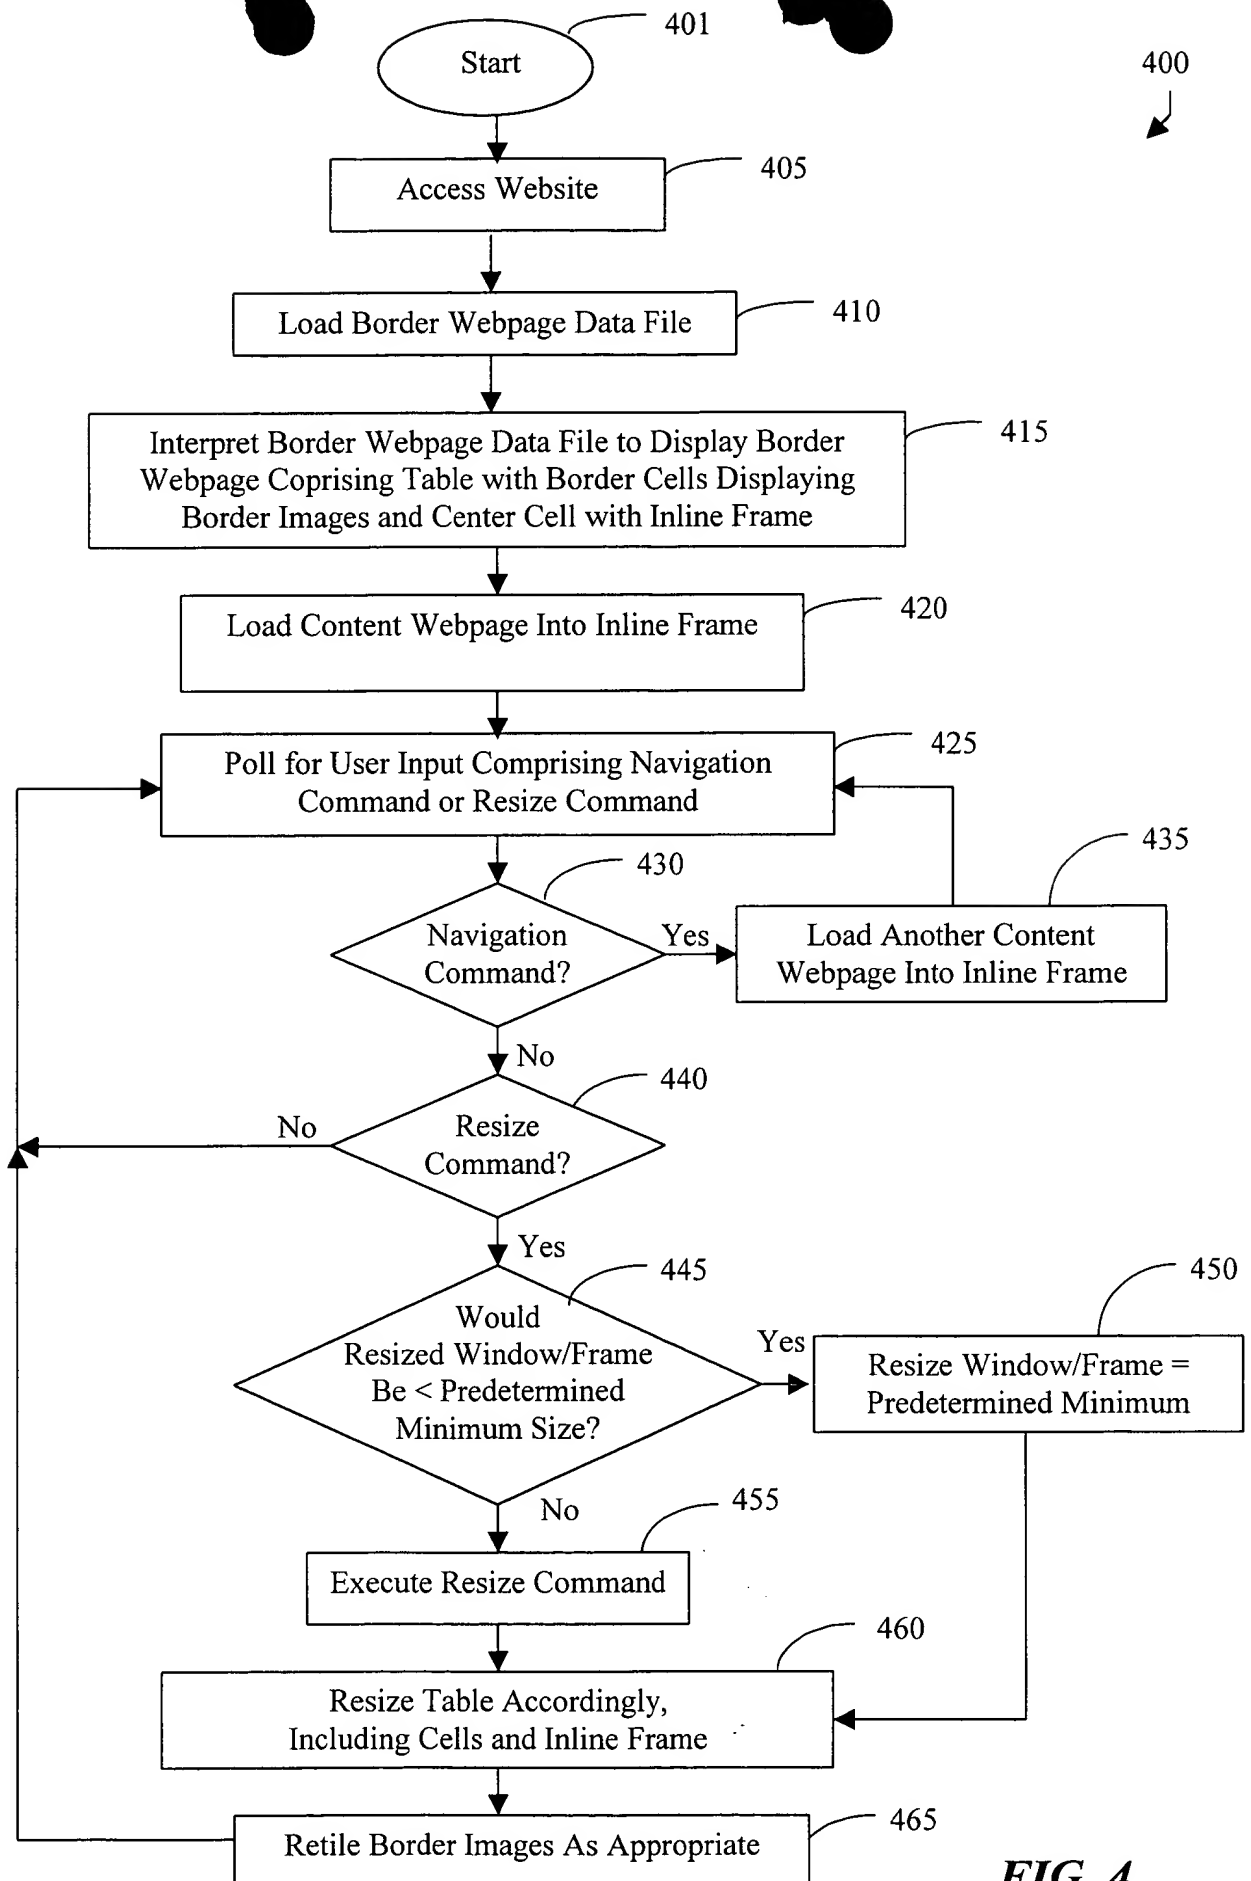 401
Start
400
405
Access Website
410
Load Border Webpage Data File
415
Interpret Border Webpage Data File to Display Border
Webpage Coprising Table with Border Cells Displaying
Border Images and Center Cell with Inline Frame
420
Load Content Webpage Into Inline Frame
425
Poll for User Input Comprising Navigation
Command or Resize Command
430
435
Navigation
Command?
Yes
Load Another Content
Webpage Into Inline Frame
No
440
No
Resize
Command?
Yes
445
450
Would
Resized Window/Frame
Be < Predetermined
Minimum Size?
Yes
Resize Window/Frame =
Predetermined Minimum
No
455
Execute Resize Command
460
Resize Table Accordingly,
Including Cells and Inline Frame
465
Retile Border Images As Appropriate
FIG. 4